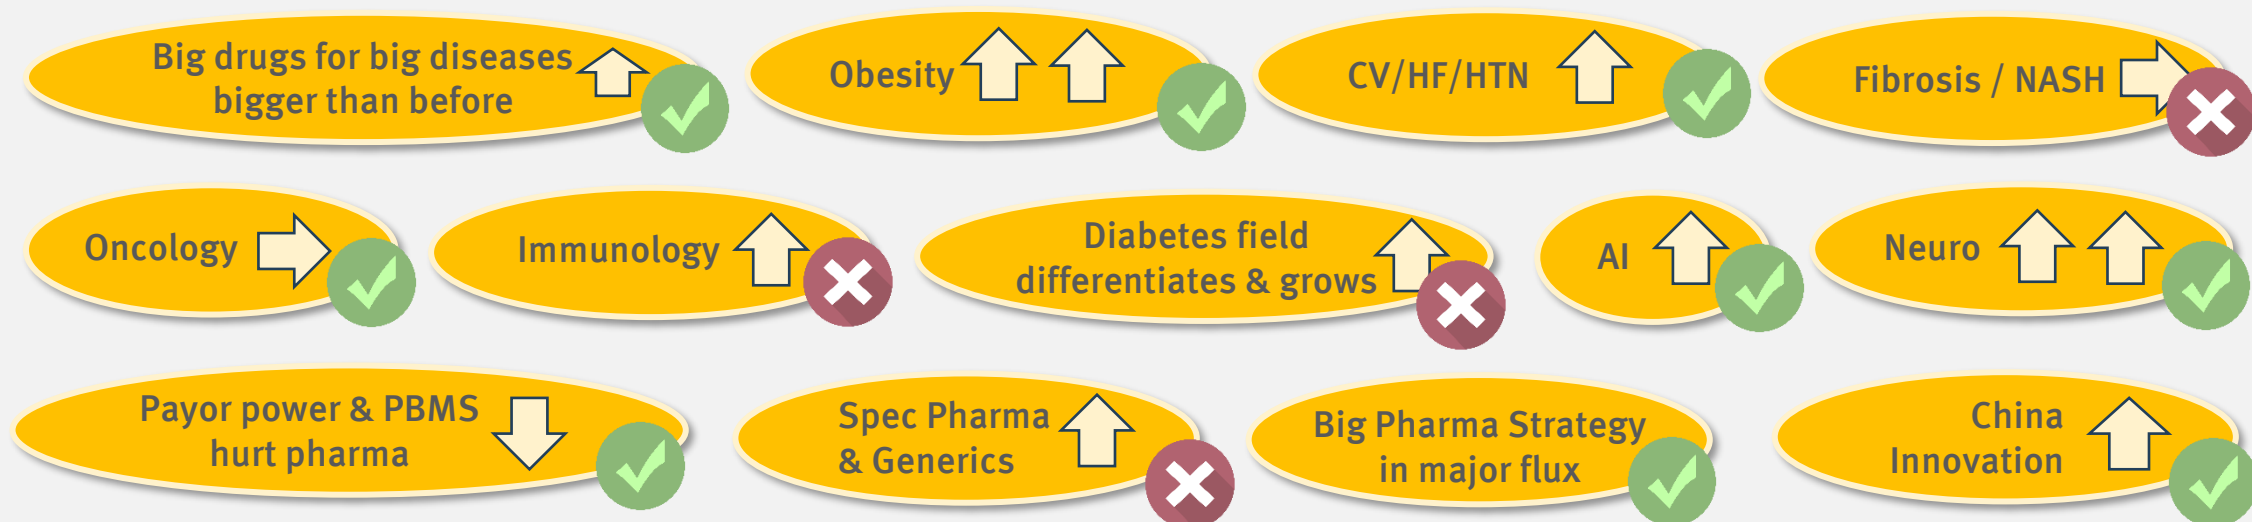 Big drugs for big diseases
bigger than before
Obesity
CV/HF/HTN
Fibrosis / NASH
Oncology
Immunology
Diabetes field
differentiates & grows
AI
Neuro
Payor power & PBMS
hurt pharma
Spec Pharma
& Generics
Big Pharma Strategy
in major flux
China
Innovation